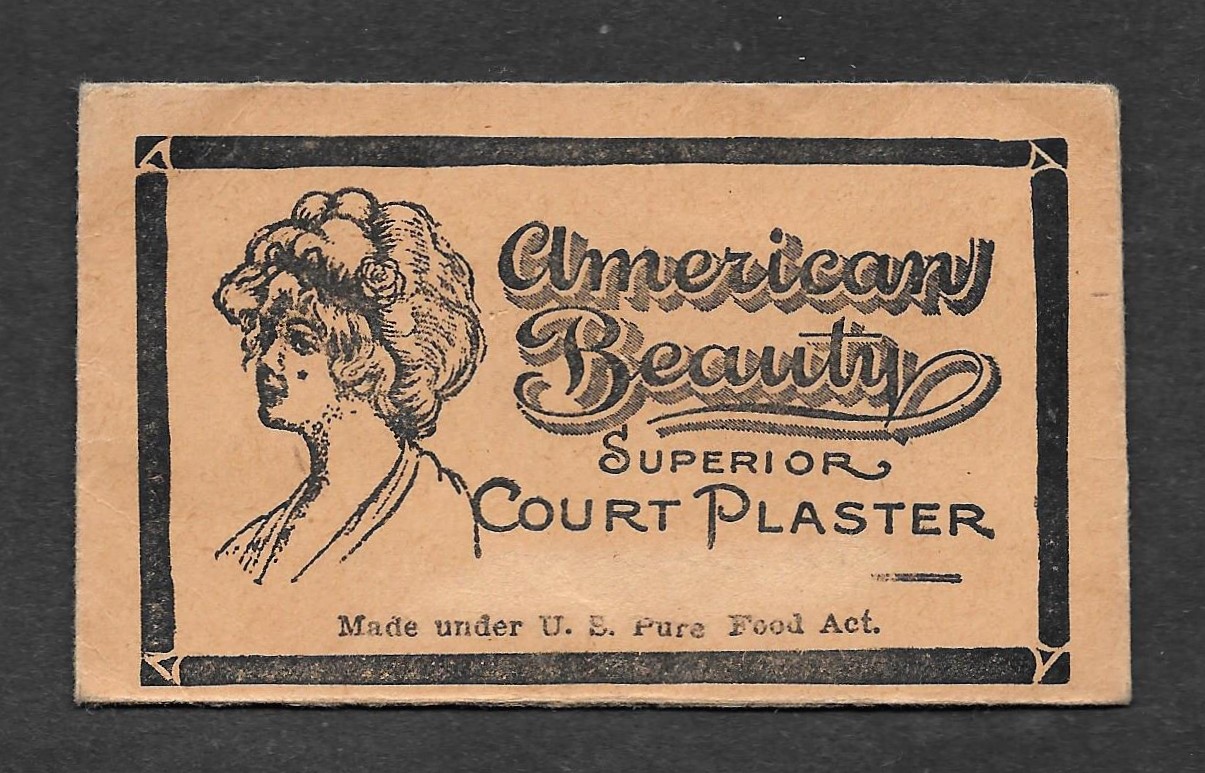 American
Beauty
SUPERIOR
COURT PLASTER
Made under U. S. Pure Food Act.